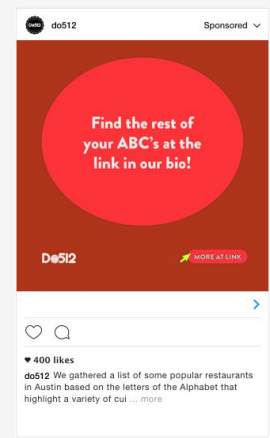 Do512
do512
Sponsored
Find the rest of
your ABC's at the
link in our bio!
Do512
MORE AT LINK
400 likes
do512 We gathered a list of some popular restaurants
in Austin based on the letters of the Alphabet that
highlight a variety of cui ... more